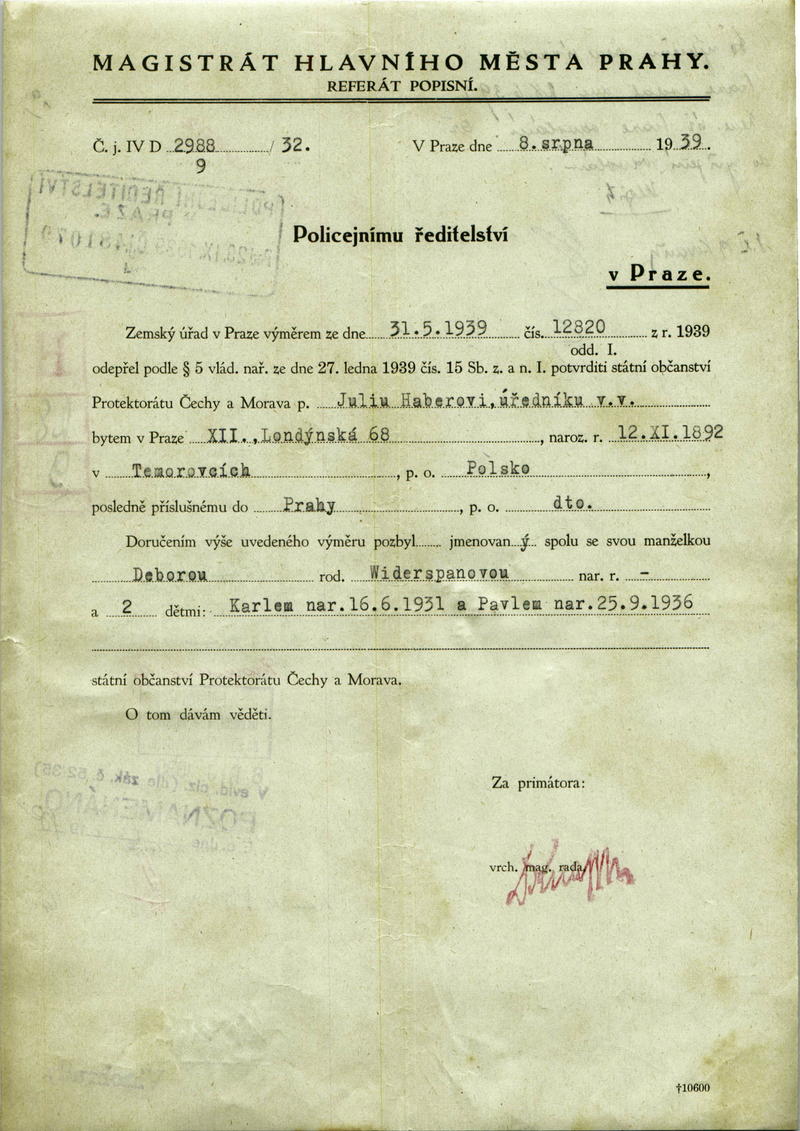 MAGISTRÁT HLAVNÍHO MĚSTA PRAHY.
REFERÁT POPISNÍ.
Č. j. IV D 2988 / 32.
9
V Praze dne 8. srpna 1939.
Policejnímu ředitelství
v Praze.
Zemský úřad v Praze výměrem ze dne 31.5.1939 čís. 12820 z r. 1939
odd. I.
odepřel podle § 5 vlád. nař. ze dne 27. ledna 1939 čís. 15 Sb. z. a n. I. potvrditi státní občanství
Protektorátu Čechy a Morava p. Juliu Haberovi, úředníku v.v.
bytem v Praze XII., Londýnská 68, naroz. r. 12.XI.1892
v Temorovcích, p. o. Polsko,
posledně příslušnému do Prahy, p. o. dto.
Doručením výše uvedeného výměru pozbyl jmenovaný spolu se svou manželkou
Deborou rod. Widerspanovou nar. r. -
a 2 dětmi: Karlem nar.16.6.1931 a Pavlem nar.25.9.1936
státní občanství Protektorátu Čechy a Morava.
O tom dávám věděti.
Za primátora:
vrch. mag. rada
†10600